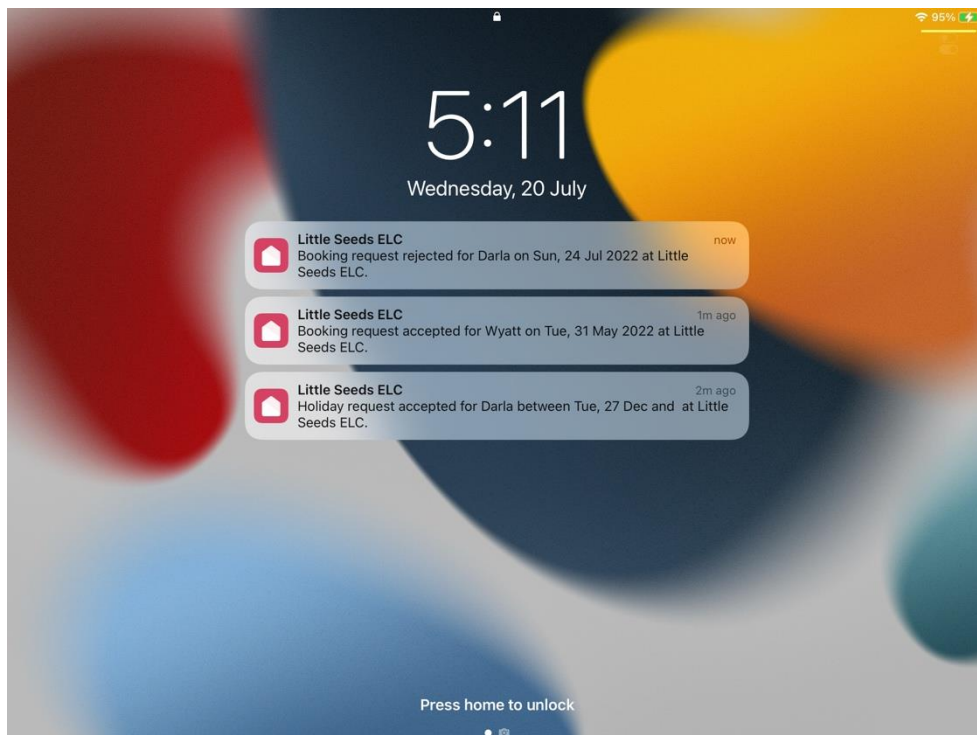 95%
5:11
Wednesday, 20 July
Little Seeds ELC
now
Booking request rejected for Darla on Sun, 24 Jul 2022 at Little
Seeds ELC.
Little Seeds ELC
1m ago
Booking request accepted for Wyatt on Tue, 31 May 2022 at Little
Seeds ELC.
Little Seeds ELC
2m ago
Holiday request accepted for Darla between Tue, 27 Dec and  at Little
Seeds ELC.
Press home to unlock